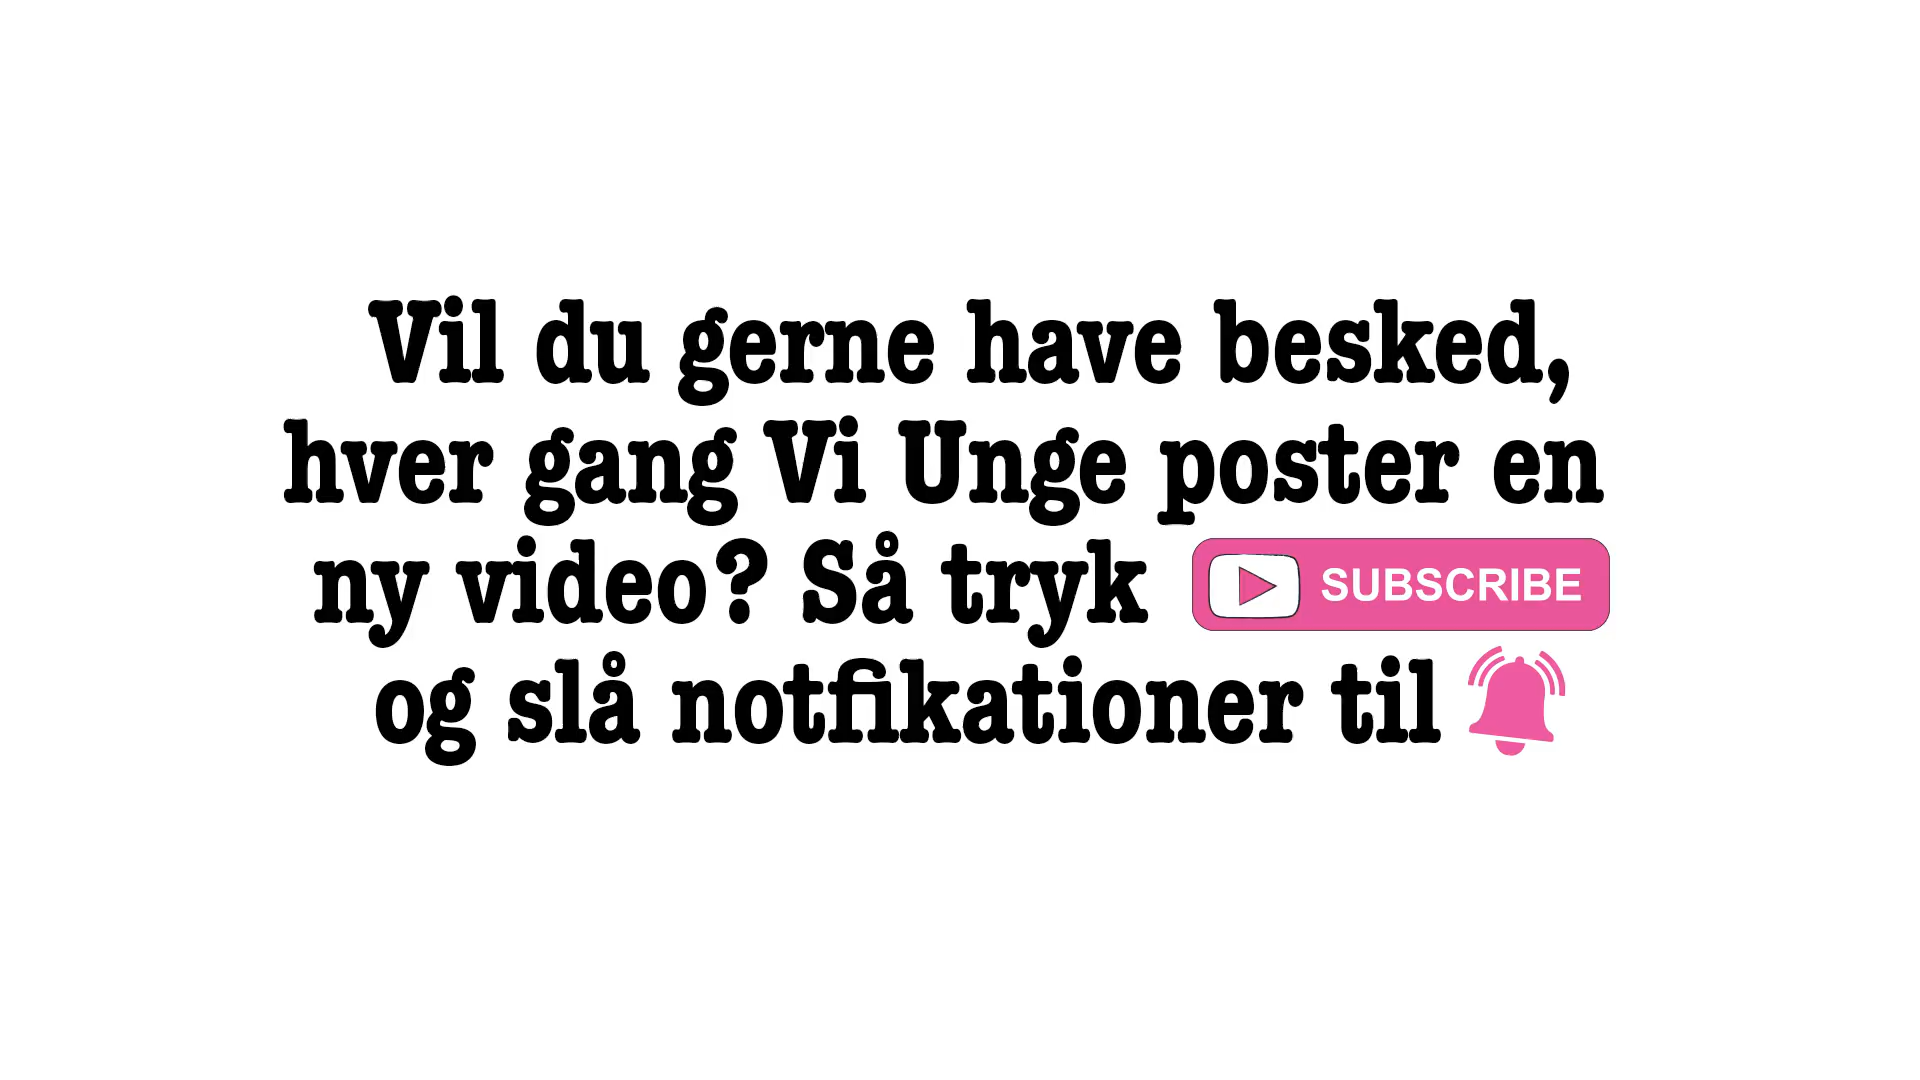 Vil du gerne have besked,
hver gang Vi Unge poster en
ny video? Så tryk SUBSCRIBE
og slå notfikationer til